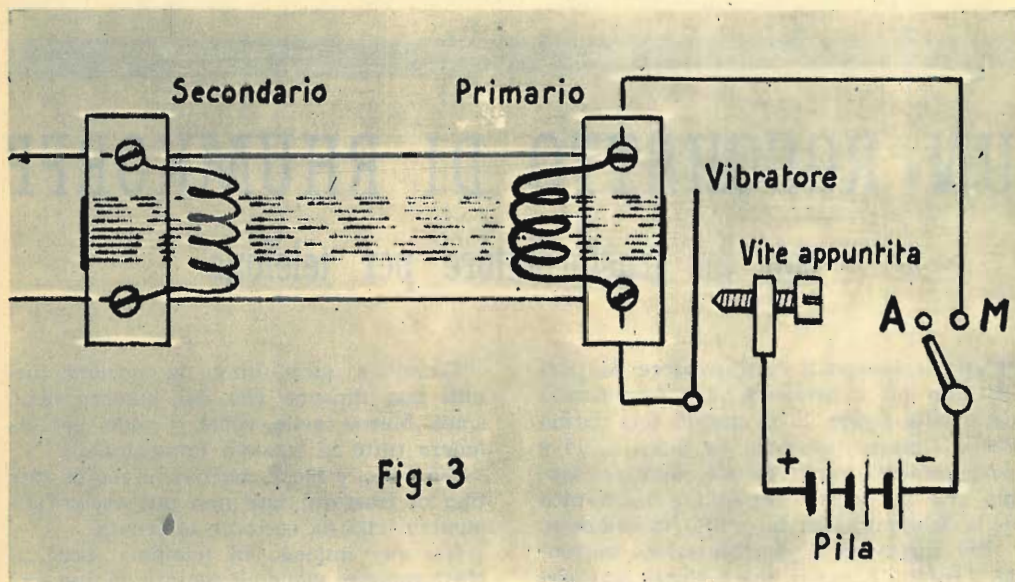 Secondario
Primario
Vibratore
Vite appuntita
A M
Fig. 3
+ -
Pila